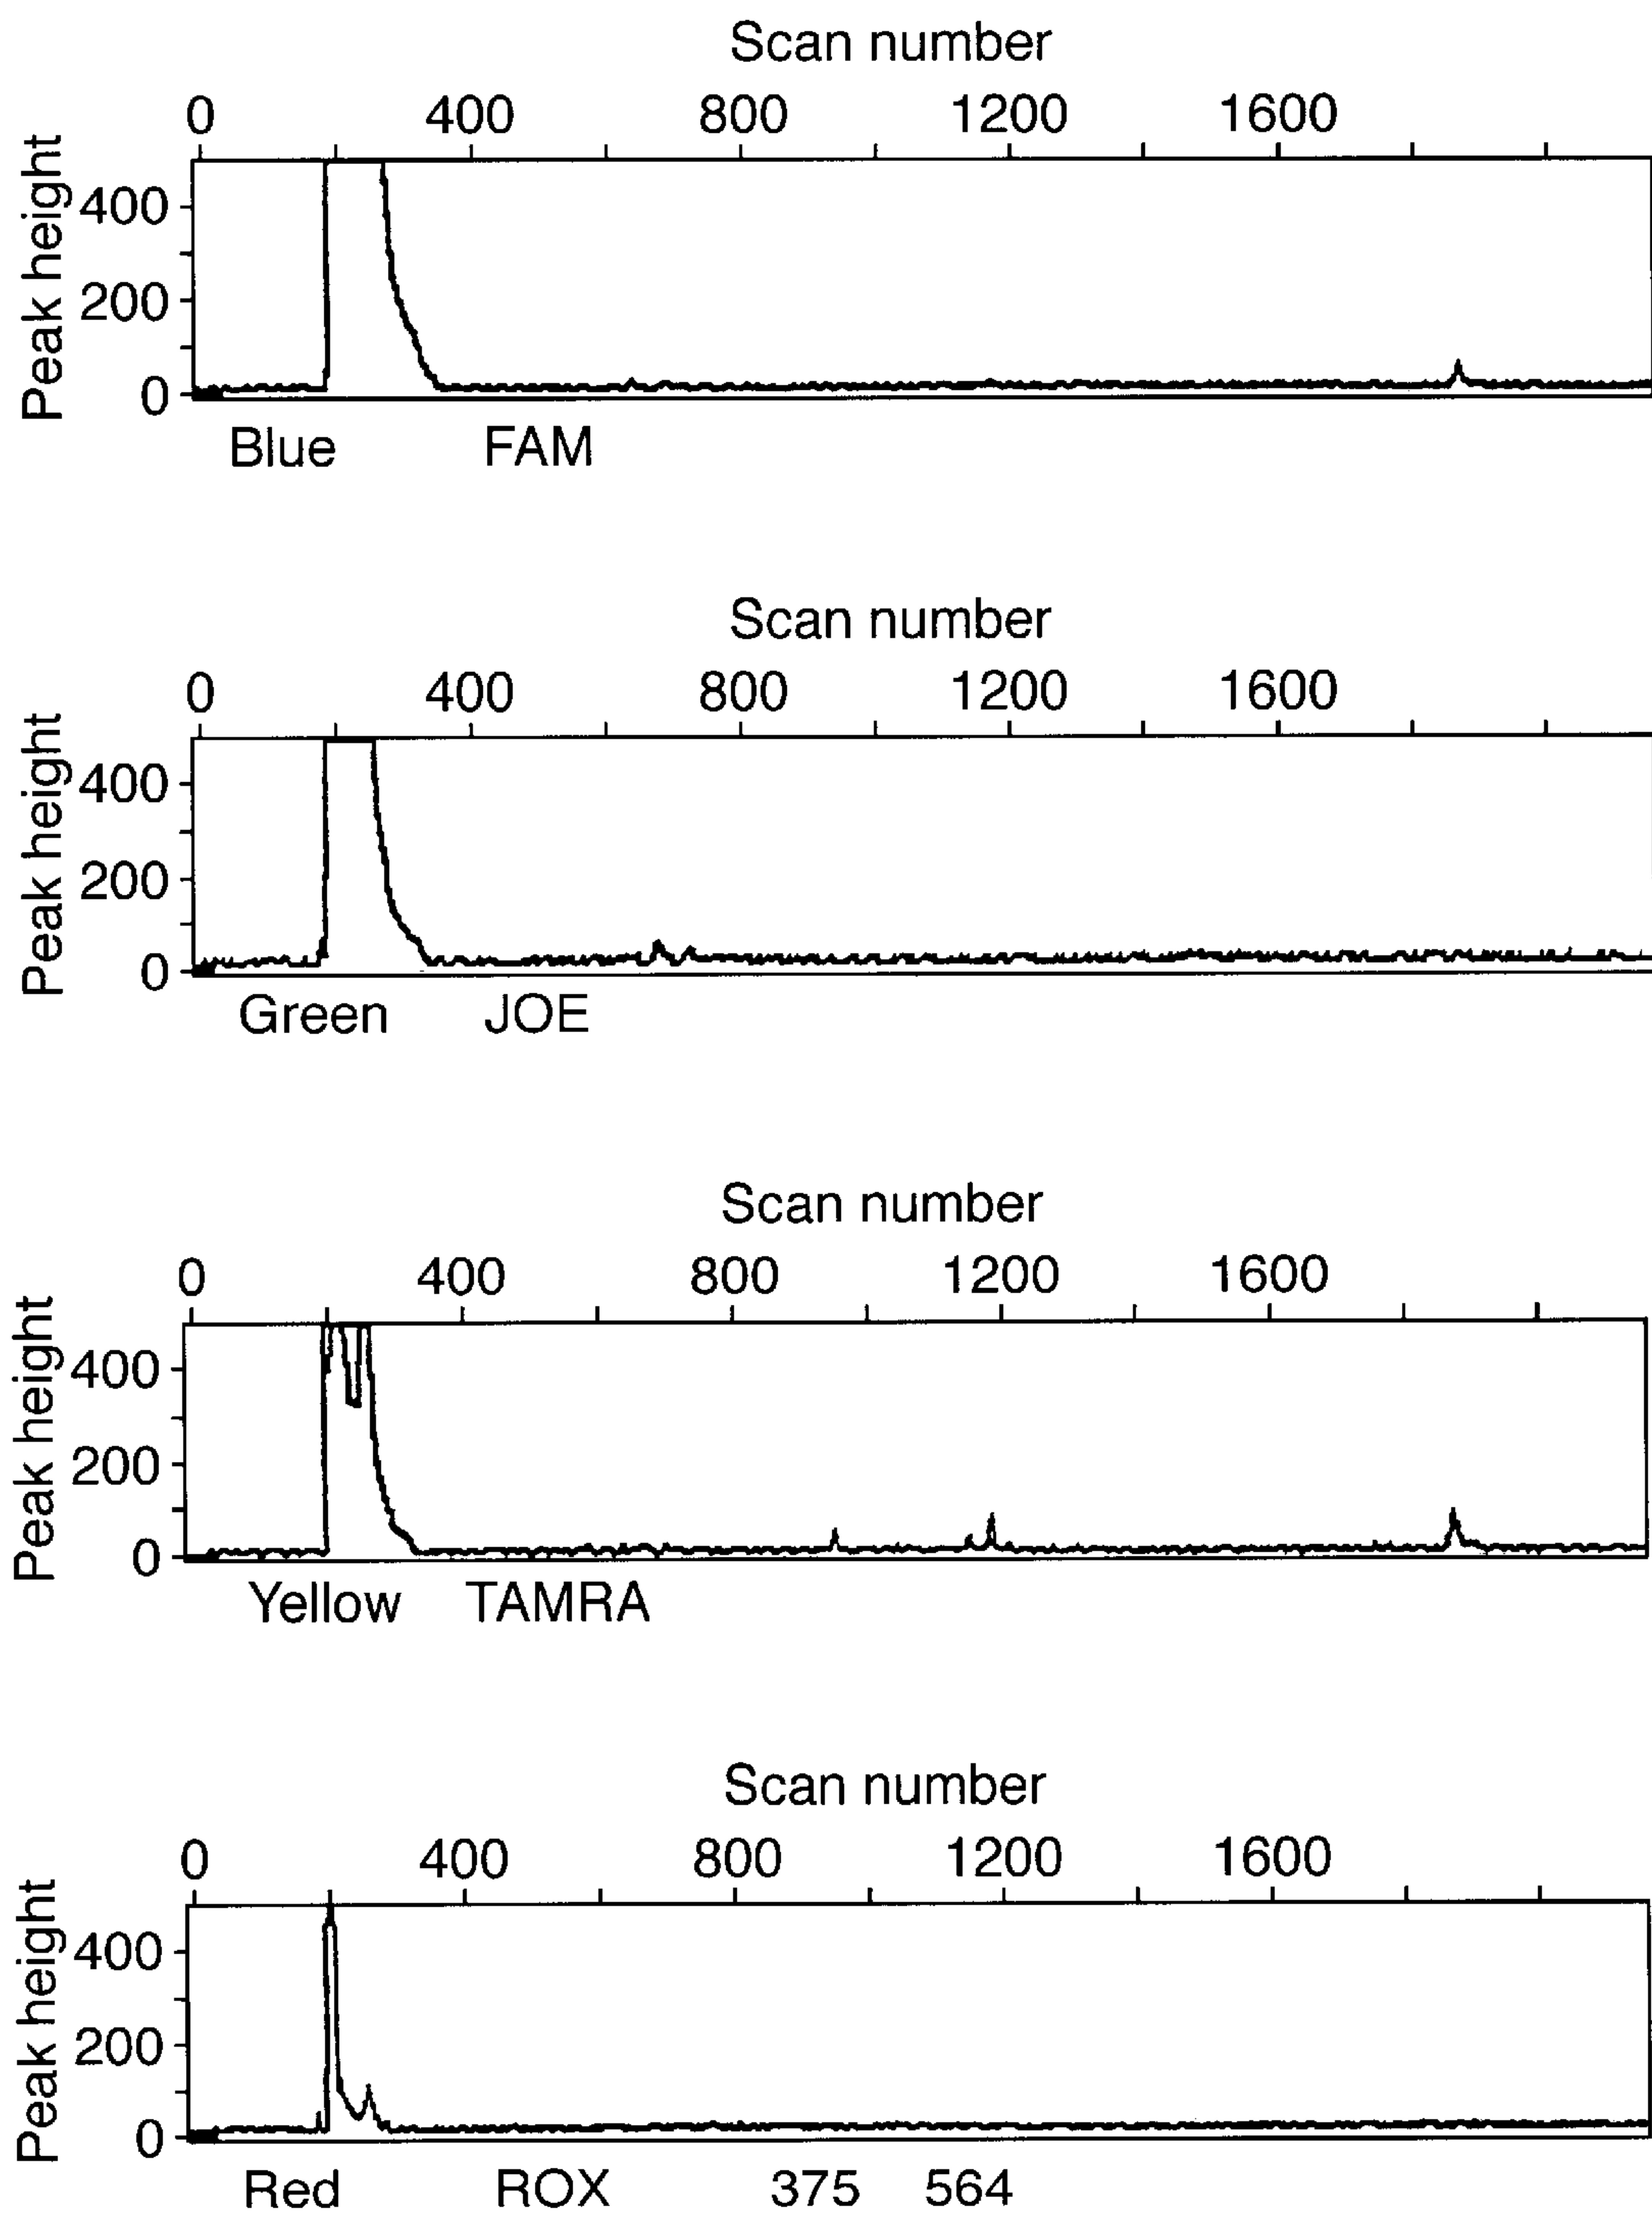 Scan number
0 400 800 1200 1600
Peak height
400
200
0
Blue FAM
Scan number
0 400 800 1200 1600
Peak height
400
200
0
Green JOE
Scan number
0 400 800 1200 1600
Peak height
400
200
0
Yellow TAMRA
Scan number
0 400 800 1200 1600
Peak height
400
200
0
Red ROX 375 564